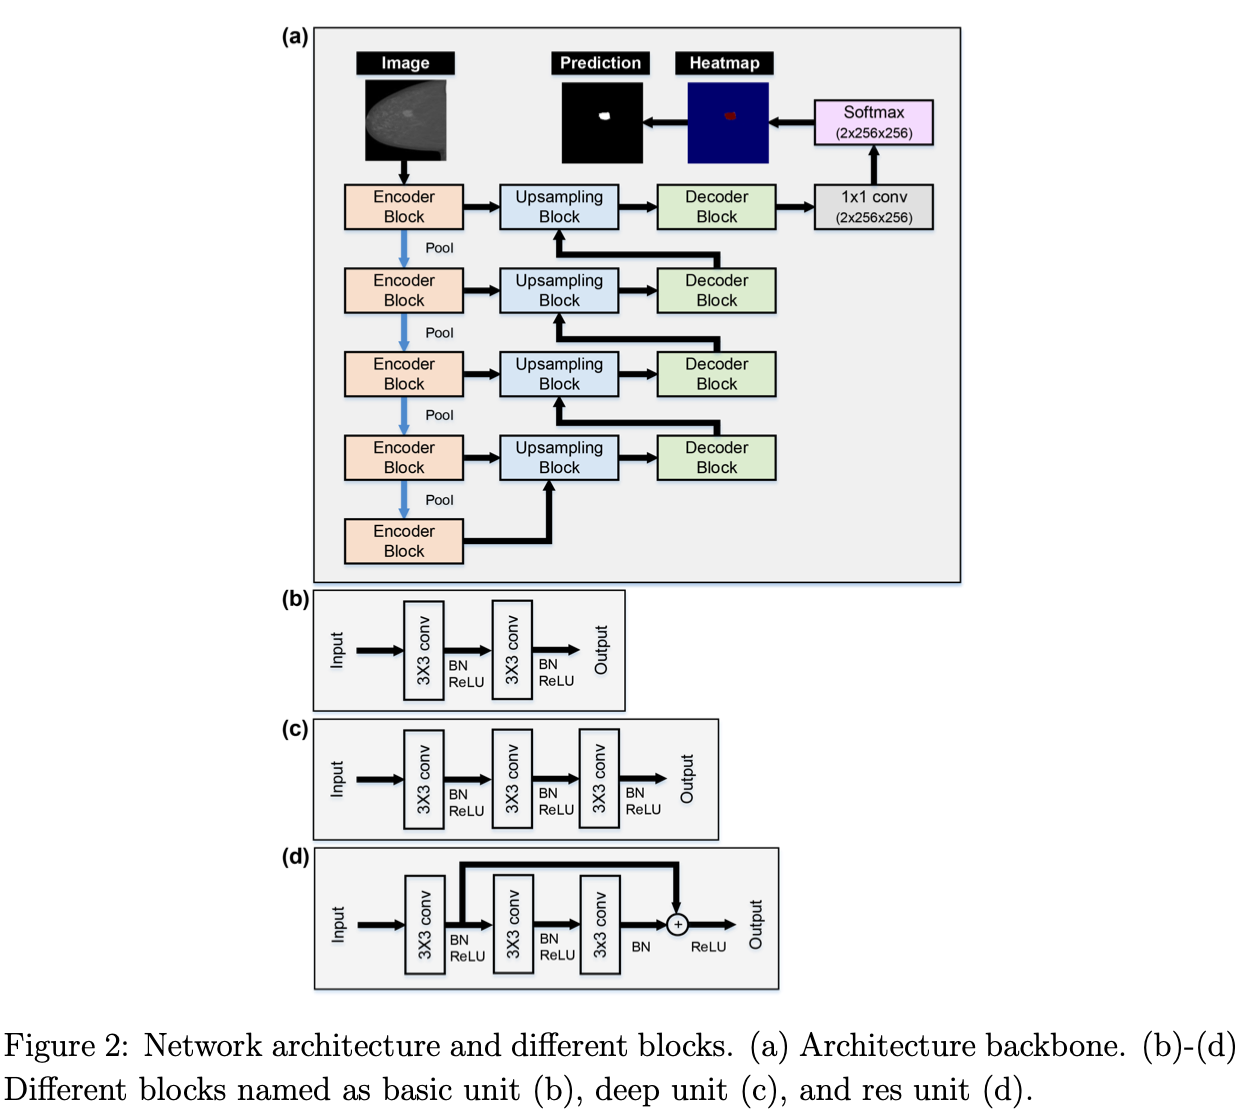 (a)
Image
Prediction
Heatmap
Softmax
(2x256x256)
Encoder
Block
Upsampling
Block
Decoder
Block
1x1 conv
(2x256x256)
Pool
Encoder
Block
Upsampling
Block
Decoder
Block
Pool
Encoder
Block
Upsampling
Block
Decoder
Block
Pool
Encoder
Block
Upsampling
Block
Decoder
Block
Pool
Encoder
Block
(b)
Input
3X3 conv
BN
ReLU
3X3 conv
BN
ReLU
Output
(c)
Input
3X3 conv
BN
ReLU
3X3 conv
BN
ReLU
3X3 conv
BN
ReLU
Output
(d)
Input
3X3 conv
BN
ReLU
3X3 conv
BN
ReLU
3x3 conv
BN
+
ReLU
Output
Figure 2: Network architecture and different blocks. (a) Architecture backbone. (b)-(d)
Different blocks named as basic unit (b), deep unit (c), and res unit (d).